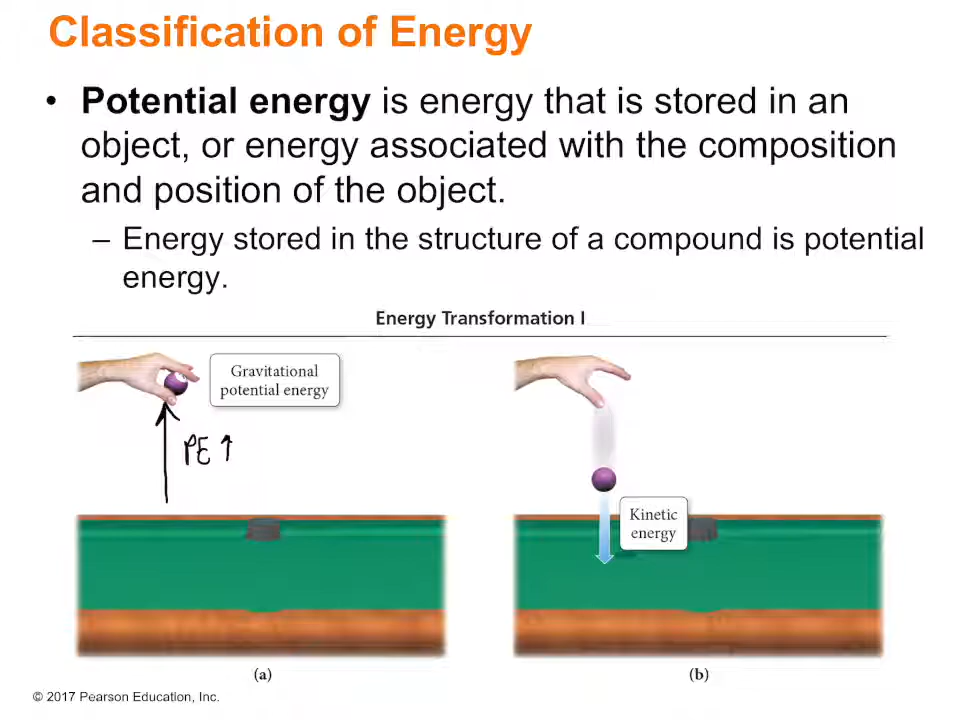 Classification of Energy
• Potential energy is energy that is stored in an
object, or energy associated with the composition
and position of the object.
– Energy stored in the structure of a compound is potential
energy.
Energy Transformation I
Gravitational
potential energy
PE ↑
Kinetic
energy
(a)
(b)
© 2017 Pearson Education, Inc.